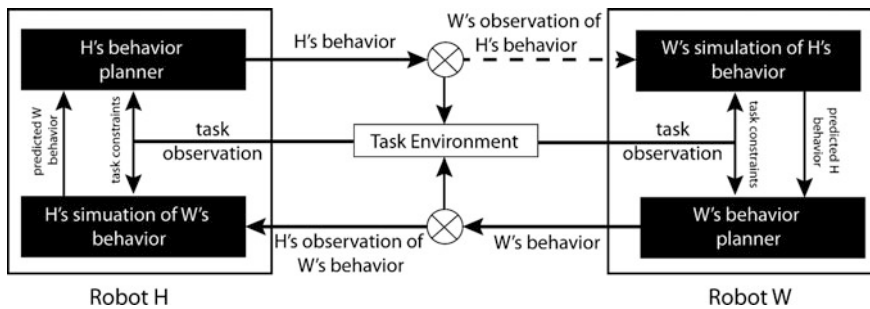 H's behavior
planner
H's behavior
W's observation of
H's behavior
W's simulation of H's
behavior
predicted W
behavior
task constraints
task
observation
Task Environment
task
observation
task constraints
predicted H
behavior
H's simuation of W's
behavior
H's observation of
W's behavior
W's behavior
W's behavior
planner
Robot H
Robot W